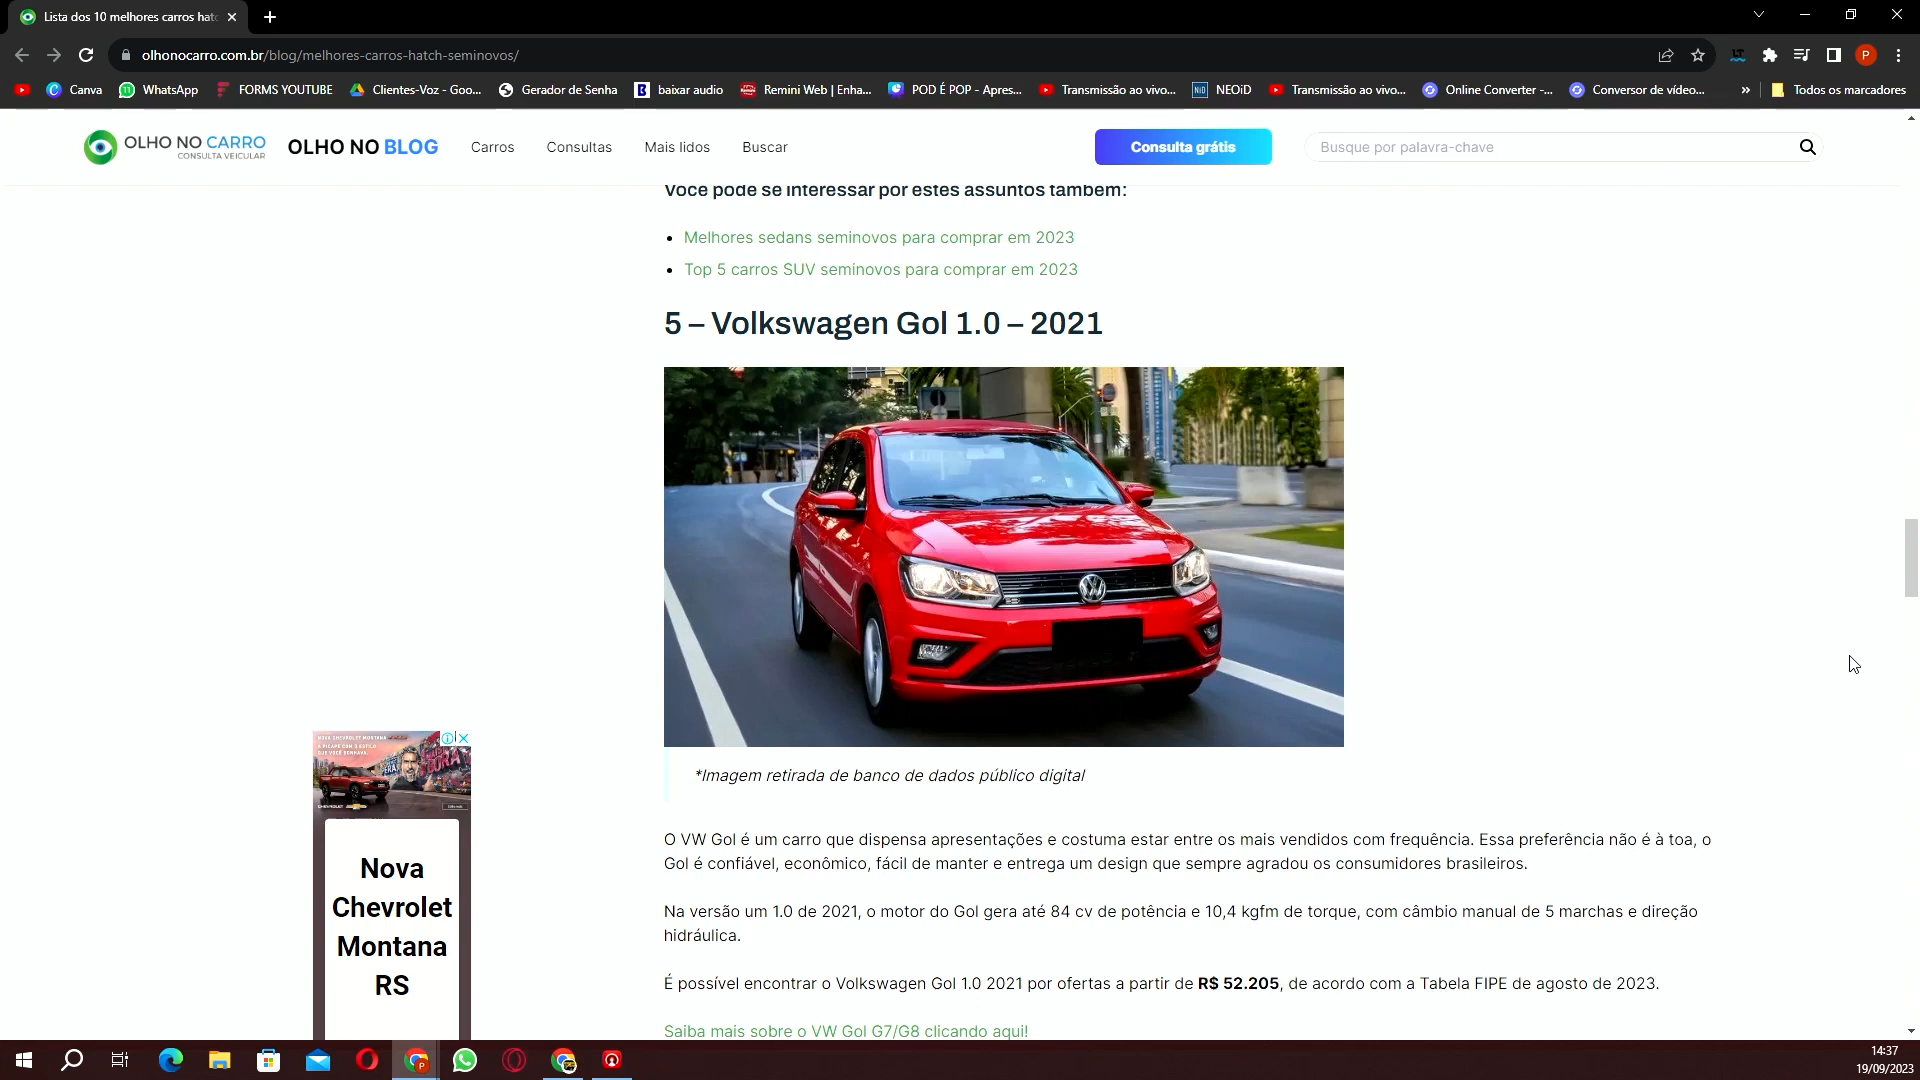 Lista dos 10 melhores carros hatc
olhonocarro.com.br/blog/melhores-carros-hatch-seminovos/
P
Canva
WhatsApp
FORMS YOUTUBE
Clientes-Voz - Goo...
Gerador de Senha
baixar audio
Remini Web | Enha...
POD É POP - Apres...
Transmissão ao vivo...
NEOiD
Transmissão ao vivo...
Online Converter -...
Conversor de vídeo...
»
Todos os marcadores
OLHO NO CARRO
CONSULTA VEICULAR
OLHO NO BLOG
Carros
Consultas
Mais lidos
Buscar
Consulta grátis
Busque por palavra-chave
Você pode se interessar por estes assuntos também:
• Melhores sedans seminovos para comprar em 2023
• Top 5 carros SUV seminovos para comprar em 2023
5 – Volkswagen Gol 1.0 – 2021
*Imagem retirada de banco de dados público digital
NOVA CHEVROLET MONTANA
A PICAPE COM O RESTO O
QUE VOCÊ SONHAVA.
CHEVROLET
Nova
Chevrolet
Montana
RS
O VW Gol é um carro que dispensa apresentações e costuma estar entre os mais vendidos com frequência. Essa preferência não é à toa, o
Gol é confiável, econômico, fácil de manter e entrega um design que sempre agradou os consumidores brasileiros.
Na versão um 1.0 de 2021, o motor do Gol gera até 84 cv de potência e 10,4 kgfm de torque, com câmbio manual de 5 marchas e direção
hidráulica.
É possível encontrar o Volkswagen Gol 1.0 2021 por ofertas a partir de R$ 52.205, de acordo com a Tabela FIPE de agosto de 2023.
Saiba mais sobre o VW Gol G7/G8 clicando aqui!
14:37
19/09/2023